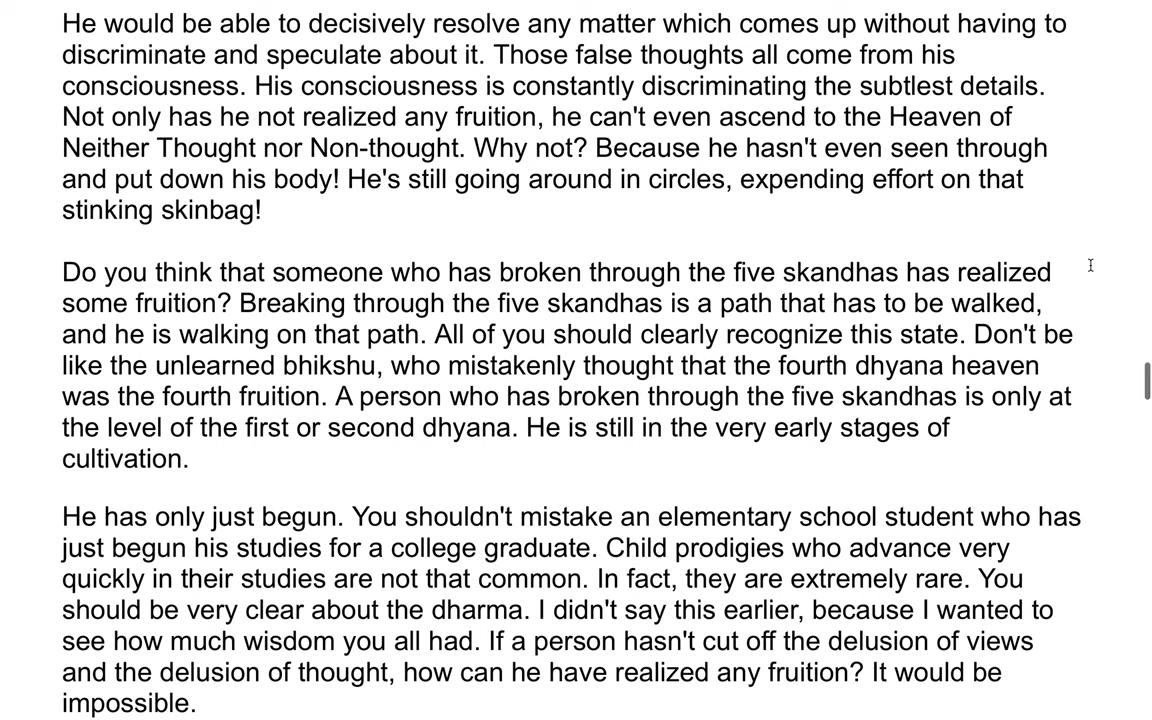 He would be able to decisively resolve any matter which comes up without having to
discriminate and speculate about it. Those false thoughts all come from his
consciousness. His consciousness is constantly discriminating the subtlest details.
Not only has he not realized any fruition, he can't even ascend to the Heaven of
Neither Thought nor Non-thought. Why not? Because he hasn't even seen through
and put down his body! He's still going around in circles, expending effort on that
stinking skinbag!
Do you think that someone who has broken through the five skandhas has realized
some fruition? Breaking through the five skandhas is a path that has to be walked,
and he is walking on that path. All of you should clearly recognize this state. Don't be
like the unlearned bhikshu, who mistakenly thought that the fourth dhyana heaven
was the fourth fruition. A person who has broken through the five skandhas is only at
the level of the first or second dhyana. He is still in the very early stages of
cultivation.
He has only just begun. You shouldn't mistake an elementary school student who has
just begun his studies for a college graduate. Child prodigies who advance very
quickly in their studies are not that common. In fact, they are extremely rare. You
should be very clear about the dharma. I didn't say this earlier, because I wanted to
see how much wisdom you all had. If a person hasn't cut off the delusion of views
and the delusion of thought, how can he have realized any fruition? It would be
impossible.